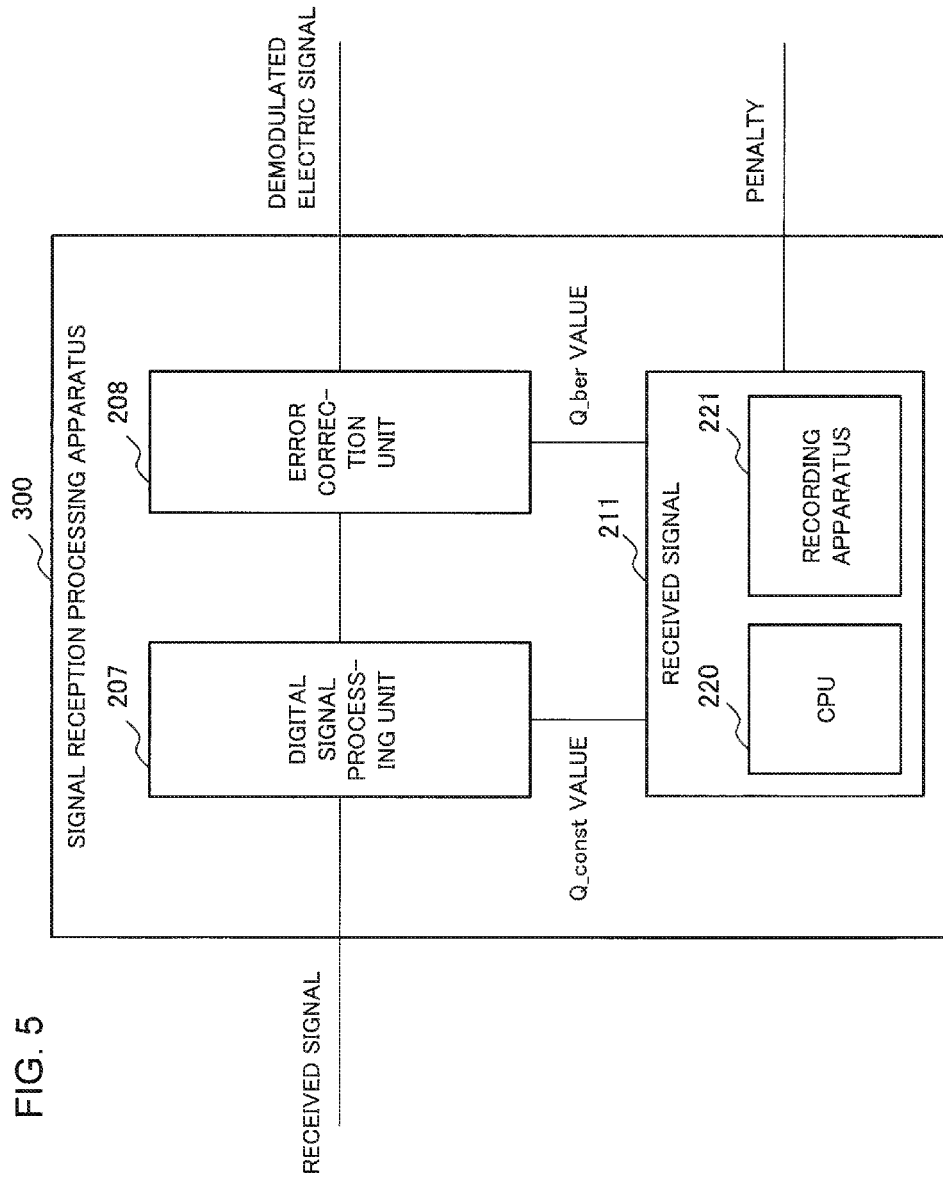 FIG. 5
300
SIGNAL RECEPTION PROCESSING APPARATUS
207
208
RECEIVED SIGNAL
DIGITAL
SIGNAL
PROCESS-
ING UNIT
ERROR
CORREC-
TION
UNIT
DEMODULATED
ELECTRIC SIGNAL
Q_const VALUE
Q_ber VALUE
211
RECEIVED SIGNAL
220
221
CPU
RECORDING
APPARATUS
PENALTY